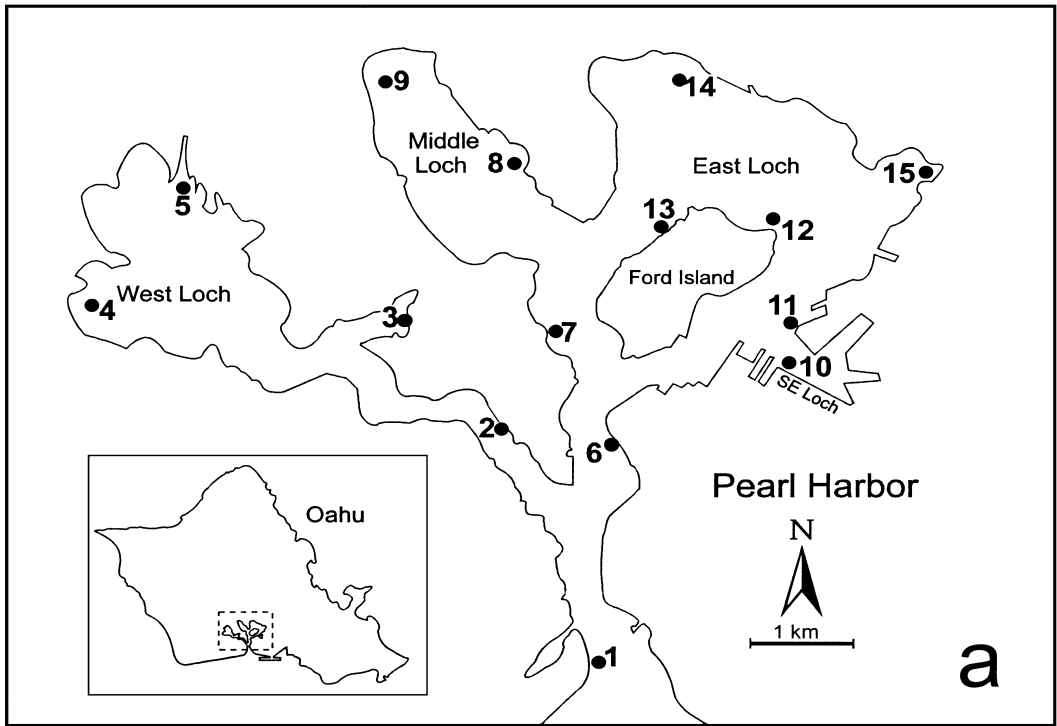 9
14
Middle
Loch
8
East Loch
15
5
13
12
West Loch
Ford Island
4
3
7
11
10
SE Loch
2
6
Pearl Harbor
Oahu
N
1 km
1
a